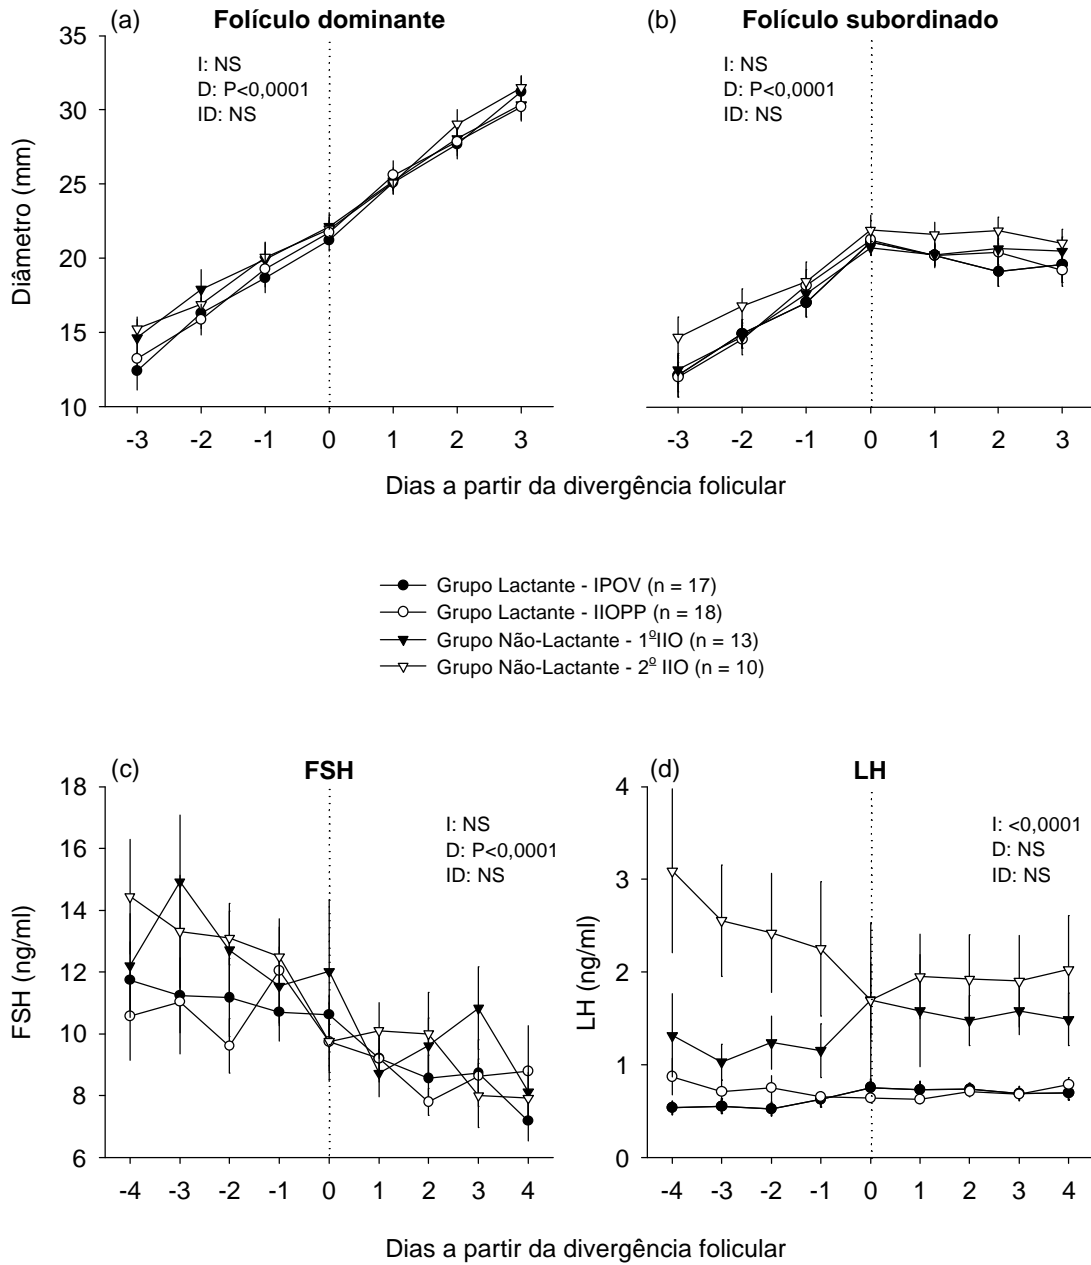 (a) Folículo dominante
(b) Folículo subordinado
35
30
25
20
15
10
Diâmetro (mm)
I: NS
D: P<0,0001
ID: NS
I: NS
D: P<0,0001
ID: NS
-3 -2 -1 0 1 2 3
-3 -2 -1 0 1 2 3
Dias a partir da divergência folicular
Grupo Lactante - IPOV (n = 17)
Grupo Lactante - IIOPP (n = 18)
Grupo Não-Lactante - 1ºIIO (n = 13)
Grupo Não-Lactante - 2º IIO (n = 10)
(c) FSH
18
16
14
12
10
8
6
FSH (ng/ml)
I: NS
D: P<0,0001
ID: NS
-4 -3 -2 -1 0 1 2 3 4
(d) LH
4
3
2
1
0
LH (ng/ml)
I: <0,0001
D: NS
ID: NS
-4 -3 -2 -1 0 1 2 3 4
Dias a partir da divergência folicular